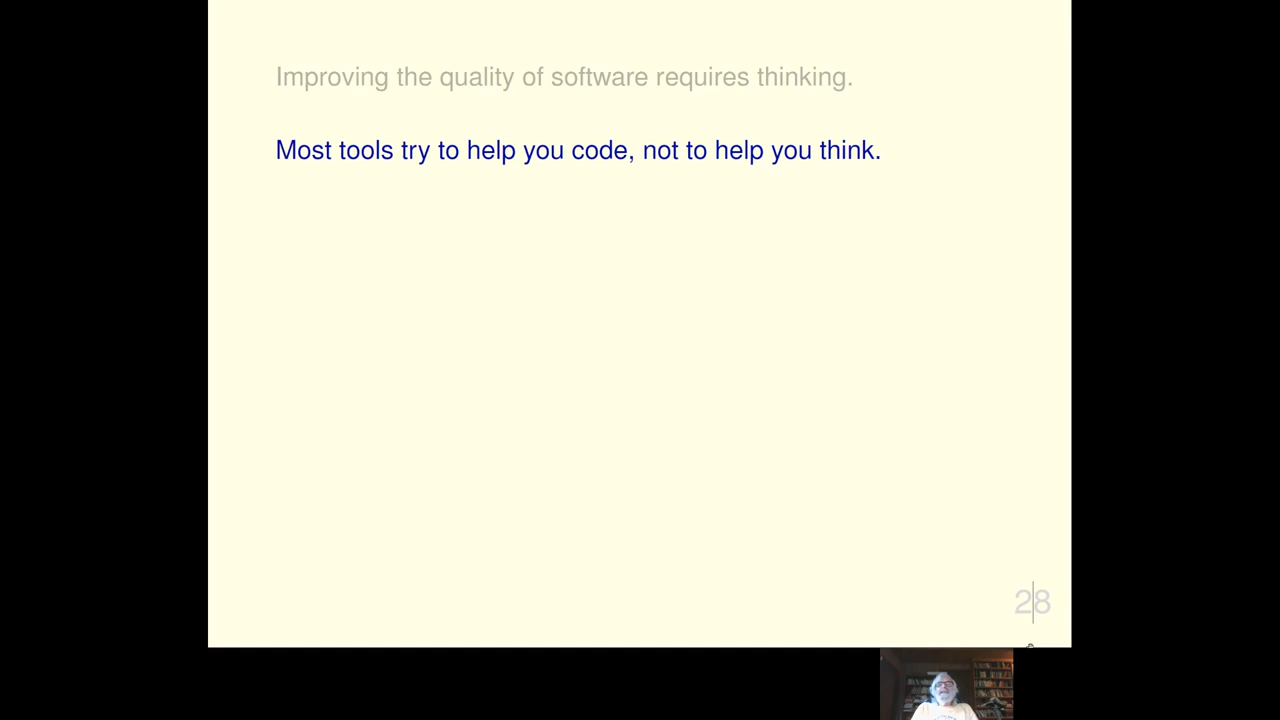 Improving the quality of software requires thinking.
Most tools try to help you code, not to help you think.
28